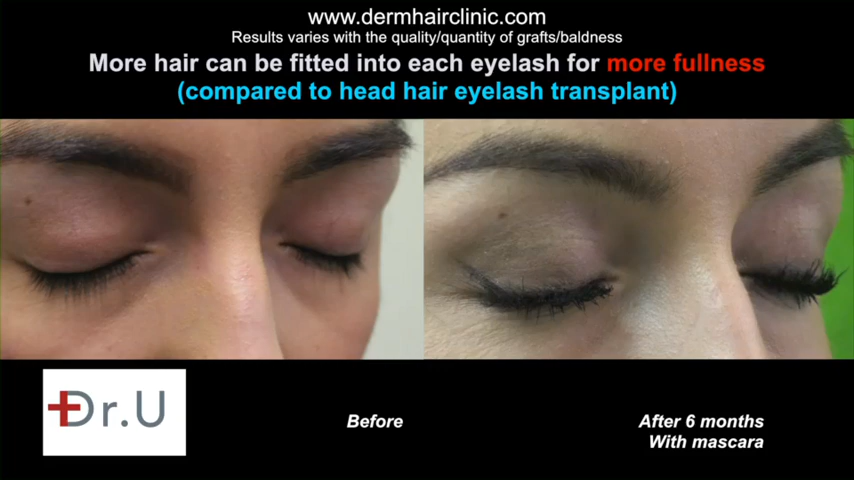 www.dermhairclinic.com
Results varies with the quality/quantity of grafts/baldness
More hair can be fitted into each eyelash for more fullness
(compared to head hair eyelash transplant)
Dr.U
Before
After 6 months
With mascara